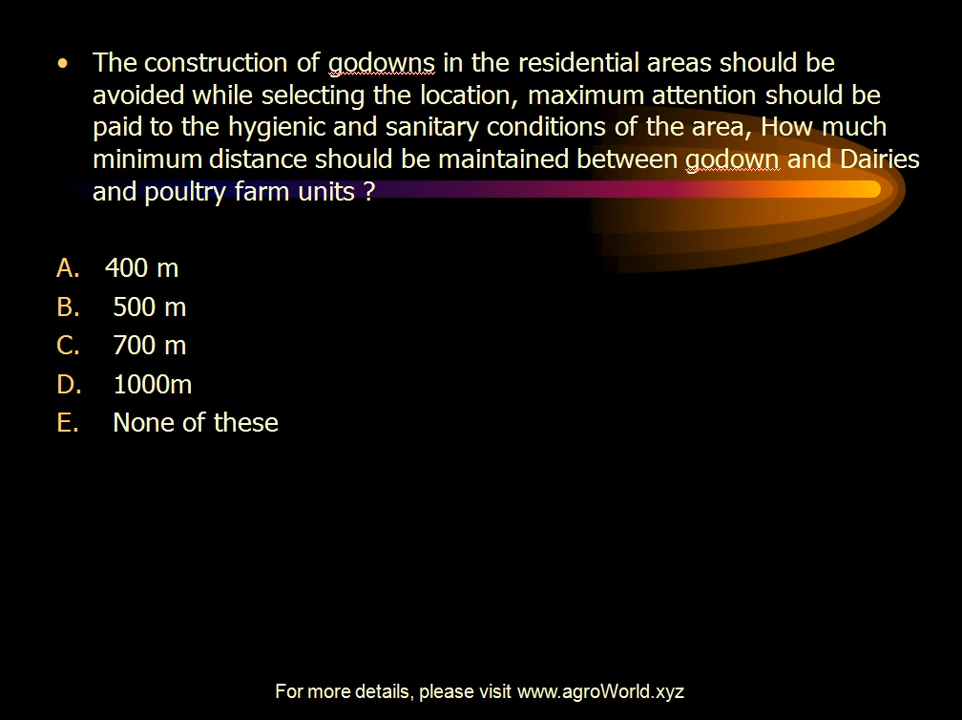 • The construction of godowns in the residential areas should be
avoided while selecting the location, maximum attention should be
paid to the hygienic and sanitary conditions of the area, How much
minimum distance should be maintained between godown and Dairies
and poultry farm units ?
A. 400 m
B. 500 m
C. 700 m
D. 1000m
E. None of these
For more details, please visit www.agroWorld.xyz